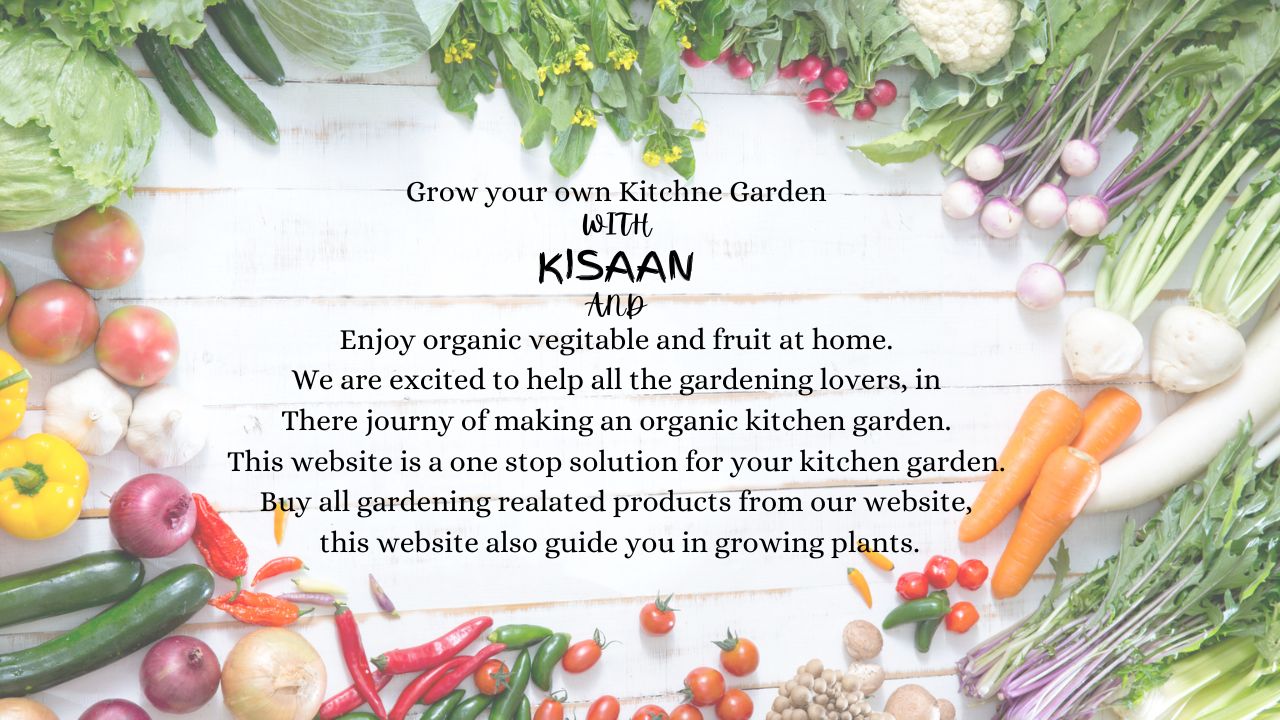 Grow your own Kitchne Garden
WITH
KISAAN
AND
Enjoy organic vegitable and fruit at home.
We are excited to help all the gardening lovers, in
There journy of making an organic kitchen garden.
This website is a one stop solution for your kitchen garden.
Buy all gardening realated products from our website,
this website also guide you in growing plants.